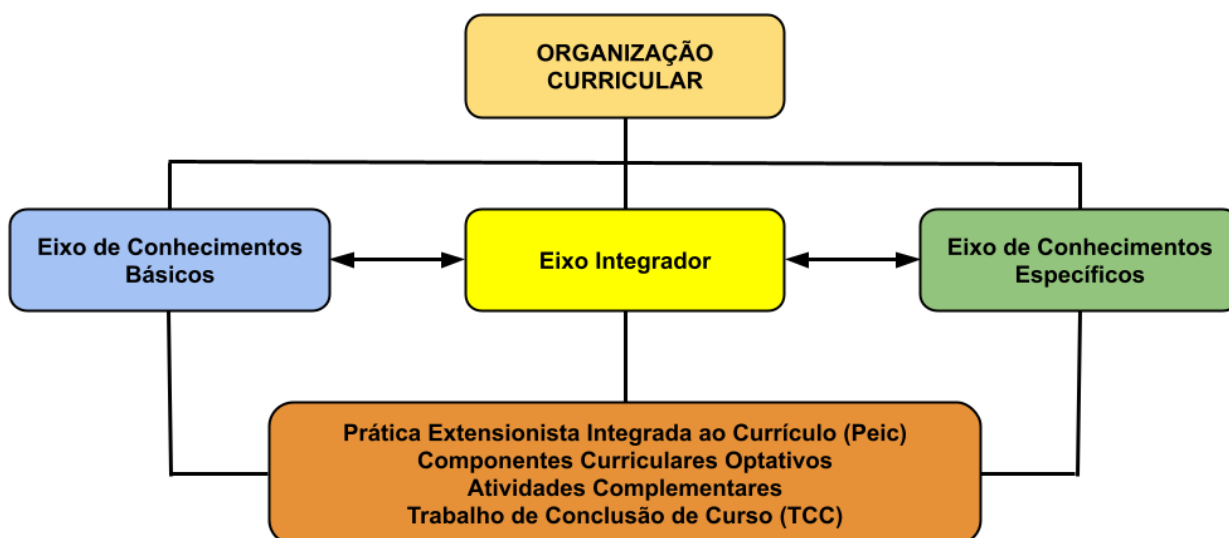 ORGANIZAÇÃO
CURRICULAR
Eixo de Conhecimentos
Básicos
Eixo Integrador
Eixo de Conhecimentos
Específicos
Prática Extensionista Integrada ao Currículo (Peic)
Componentes Curriculares Optativos
Atividades Complementares
Trabalho de Conclusão de Curso (TCC)